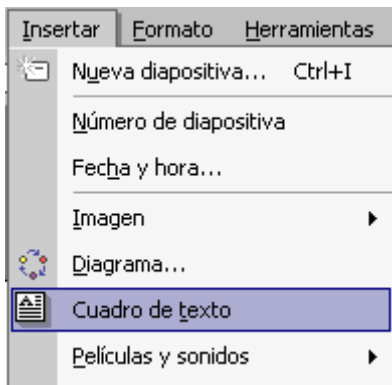 Insertar Formato Herramientas
Nueva diapositiva... Ctrl+I
Número de diapositiva
Fecha y hora...
Imagen
Diagrama...
Cuadro de texto
Películas y sonidos